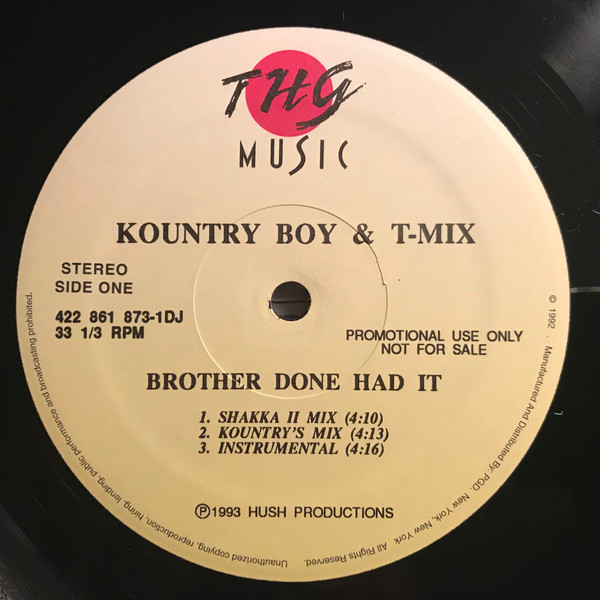 THG
MUSIC
KOUNTRY BOY & T-MIX
STEREO
SIDE ONE
422 861 873-1DJ
33 1/3 RPM
PROMOTIONAL USE ONLY
NOT FOR SALE
BROTHER DONE HAD IT
1. SHAKKA II MIX (4:10)
2. KOUNTRY'S MIX (4:13)
3. INSTRUMENTAL (4:16)
℗1993 HUSH PRODUCTIONS
© 1992 . Manufactured And Distributed By: PGD, New York, New York. All Rights Reserved.
Unauthorized copying, reproduction, hiring, lending, public performance and broadcasting prohibited.